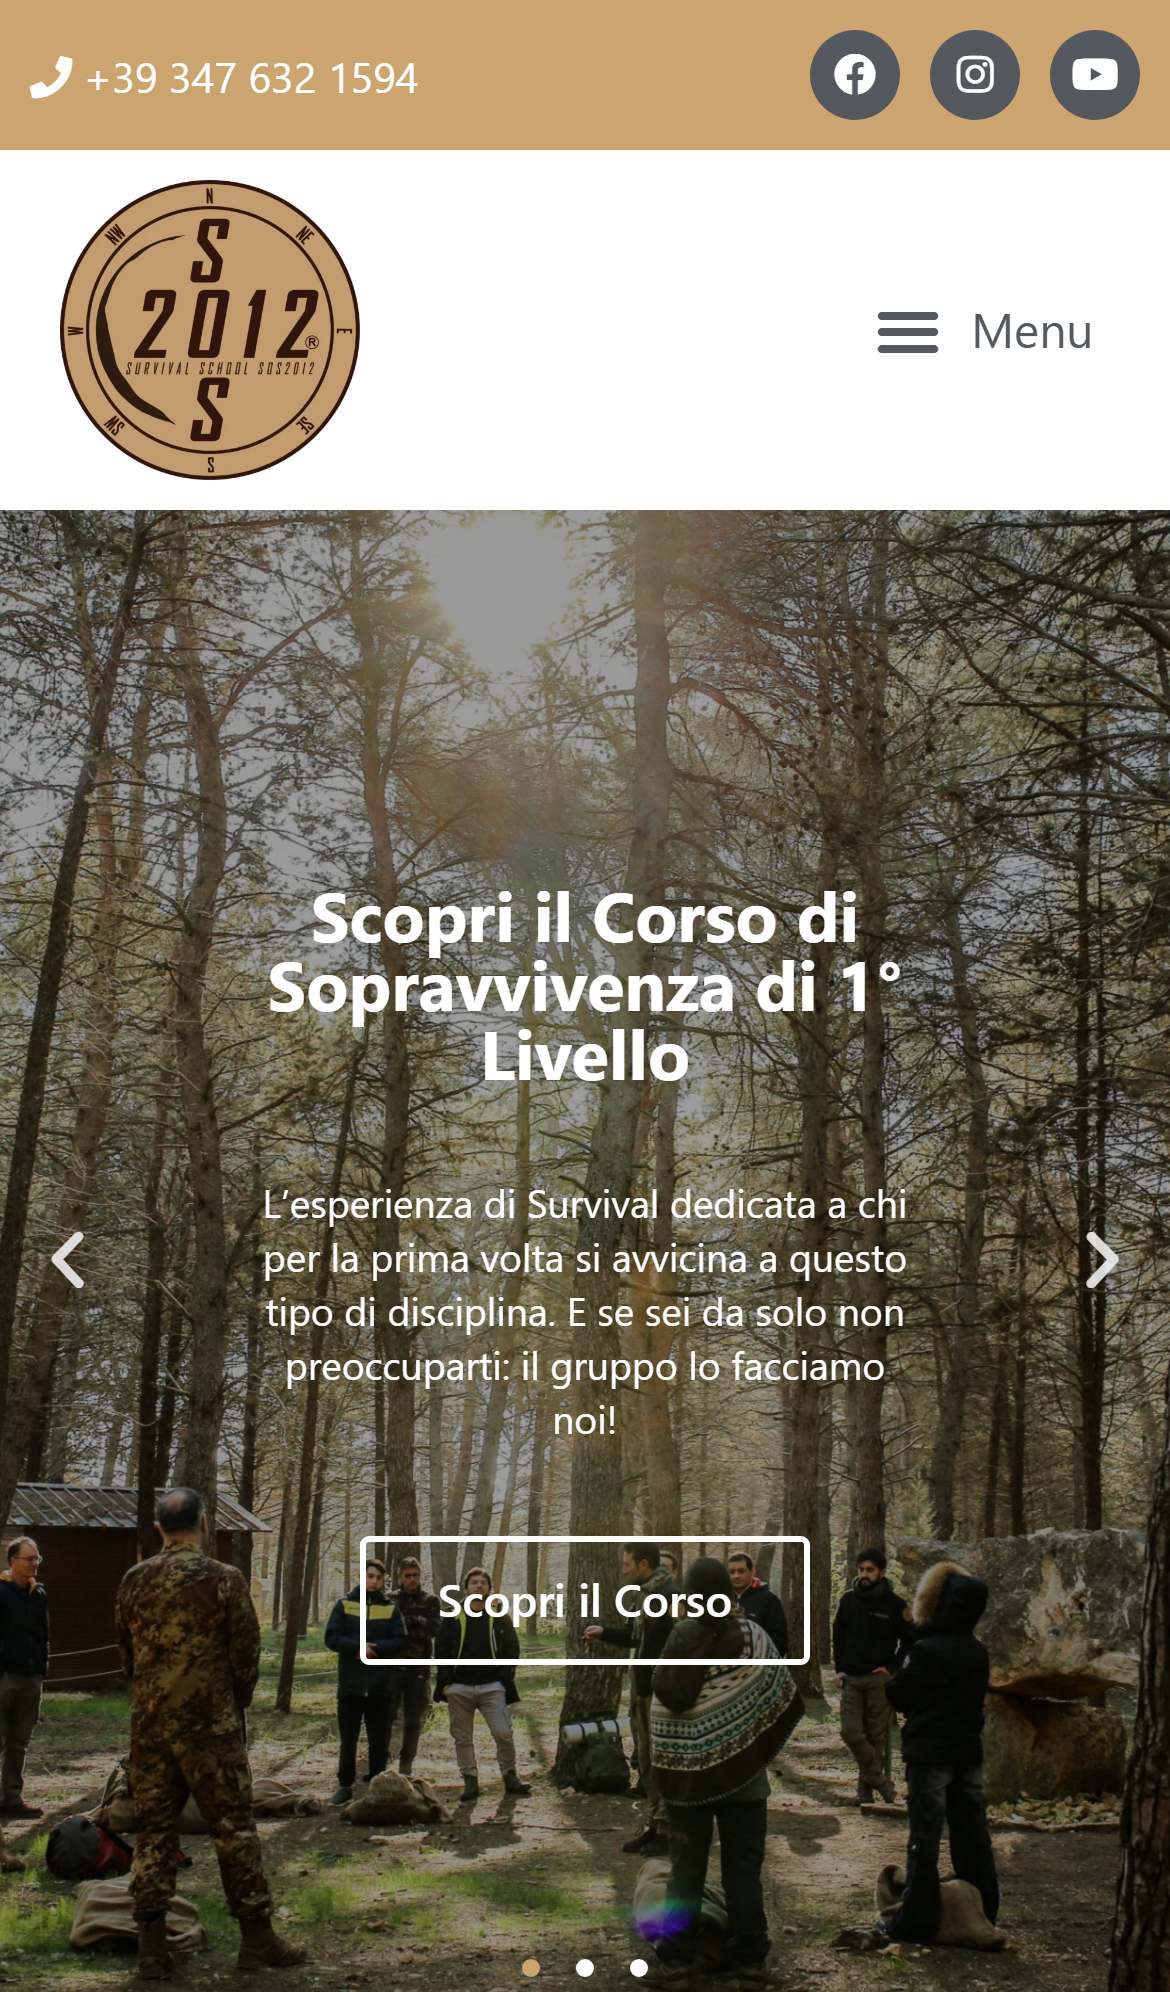 +39 347 632 1594
N
NW
NE
S
2012®
W
E
SURVIVAL SCHOOL SOS2012
S
SW
SE
S
Menu
Scopri il Corso di
Sopravvivenza di 1°
Livello
L’esperienza di Survival dedicata a chi
per la prima volta si avvicina a questo
tipo di disciplina. E se sei da solo non
preoccuparti: il gruppo lo facciamo
noi!
Scopri il Corso